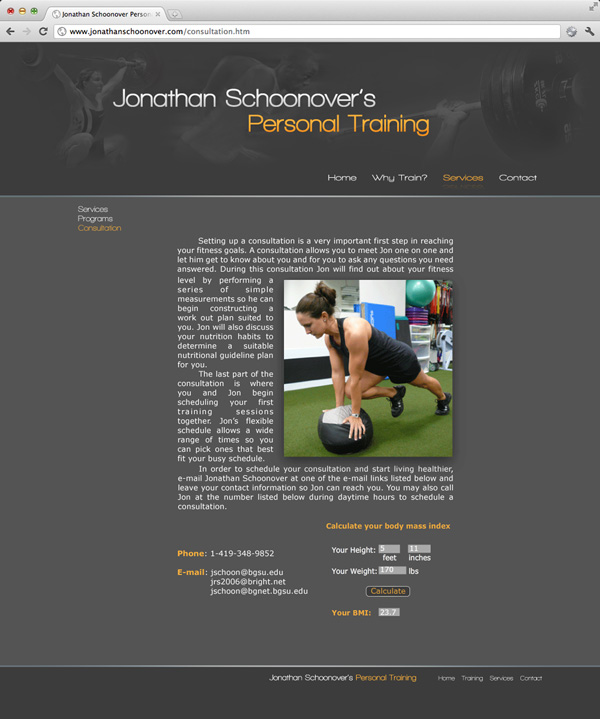 Jonathan Schoonover Person
www.jonathanschoonover.com/consultation.htm
Jonathan Schoonover's
Personal Training
Home Why Train? Services Contact
Services
Programs
Consultation
Setting up a consultation is a very important first step in reaching
your fitness goals. A consultation allows you to meet Jon one on one and
let him get to know about you and for you to ask any questions you need
answered. During this consultation Jon will find out about your fitness
level by performing a
series of simple
measurements so he can
begin constructing a
work out plan suited to
you. Jon will also discuss
your nutrition habits to
determine a suitable
nutritional guideline plan
for you.
The last part of the
consultation is where
you and Jon begin
scheduling your first
training sessions
together. Jon's flexible
schedule allows a wide
range of times so you
can pick ones that best
fit your busy schedule.
In order to schedule your consultation and start living healthier,
e-mail Jonathan Schoonover at one of the e-mail links listed below and
leave your contact information so Jon can reach you. You may also call
Jon at the number listed below during daytime hours to schedule a
consultation.
Calculate your body mass index
Phone: 1-419-348-9852
E-mail: jschoon@bgsu.edu
jrs2006@bright.net
jschoon@bgnet.bgsu.edu
Your Height: 5 11
feet inches
Your Weight: 170 lbs
Calculate
Your BMI: 23.7
Jonathan Schoonover's Personal Training
Home Training Services Contact